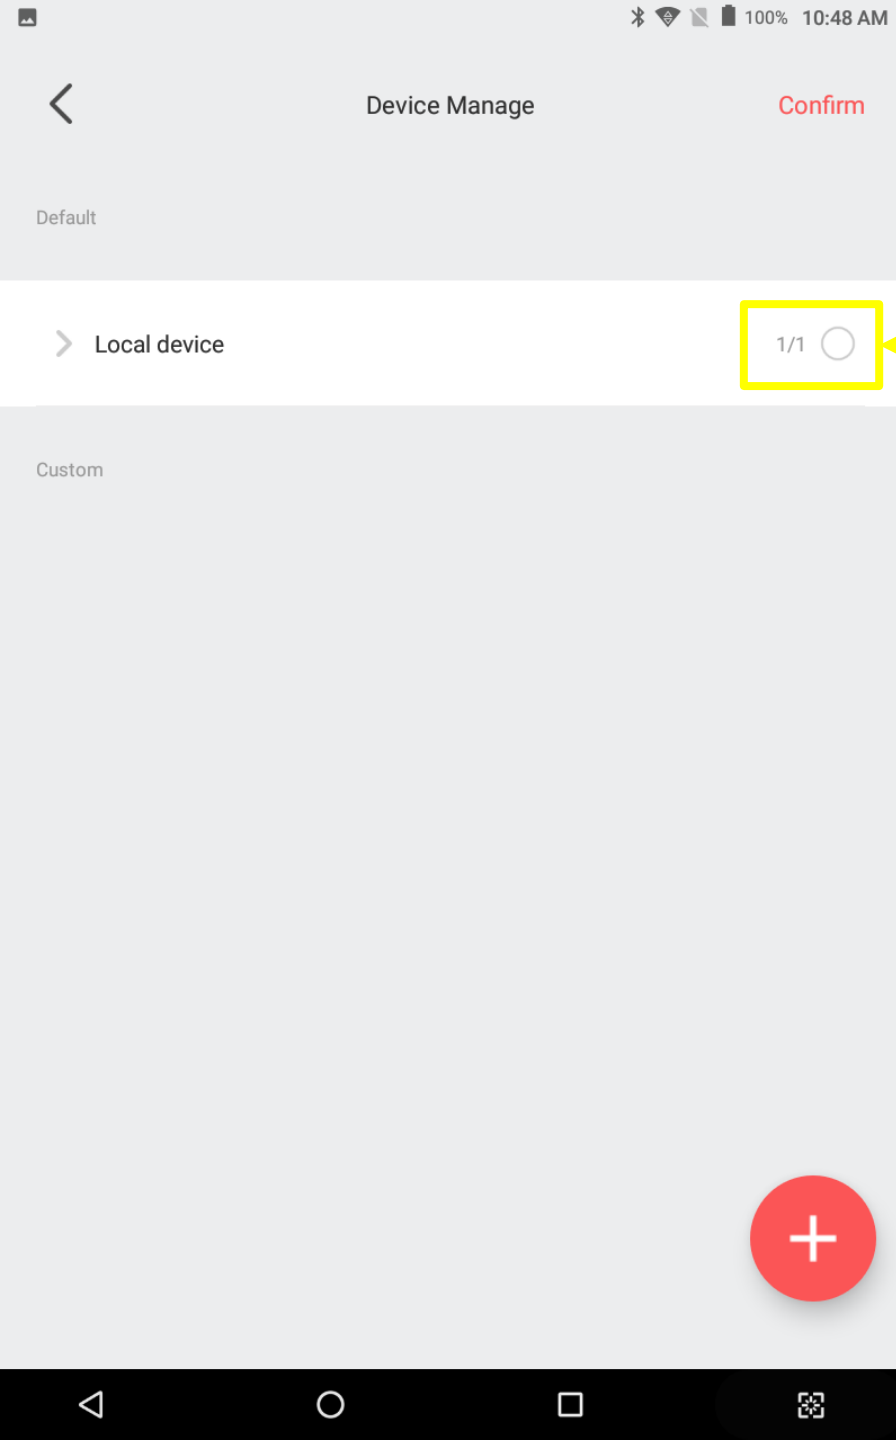 100% 10:48 AM
Device Manage
Confirm
Default
Local device
1/1
Custom